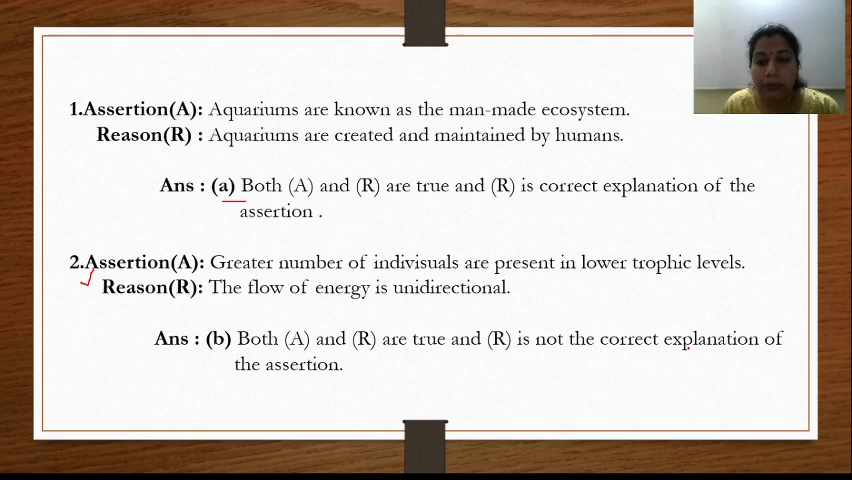 1.Assertion(A): Aquariums are known as the man-made ecosystem.
Reason(R) : Aquariums are created and maintained by humans.
Ans : (a) Both (A) and (R) are true and (R) is correct explanation of the
assertion .
2.Assertion(A): Greater number of indivisuals are present in lower trophic levels.
Reason(R): The flow of energy is unidirectional.
Ans : (b) Both (A) and (R) are true and (R) is not the correct explanation of
the assertion.